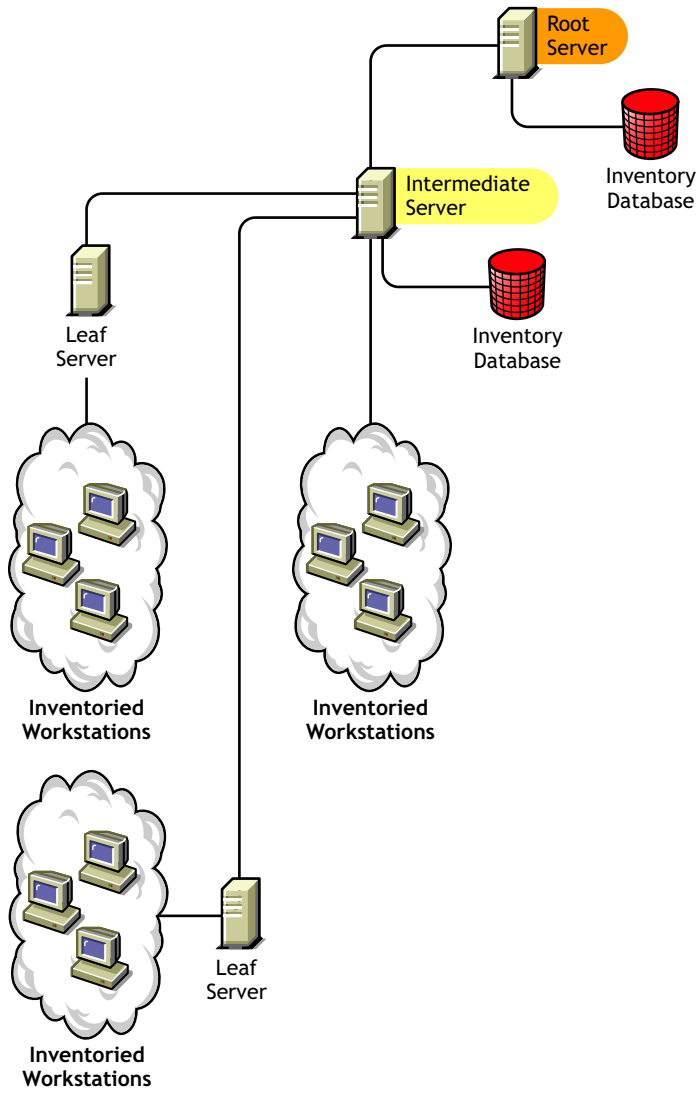 Root
Server
Inventory
Database
Intermediate
Server
Inventory
Database
Leaf
Server
Inventoried
Workstations
Inventoried
Workstations
Leaf
Server
Inventoried
Workstations